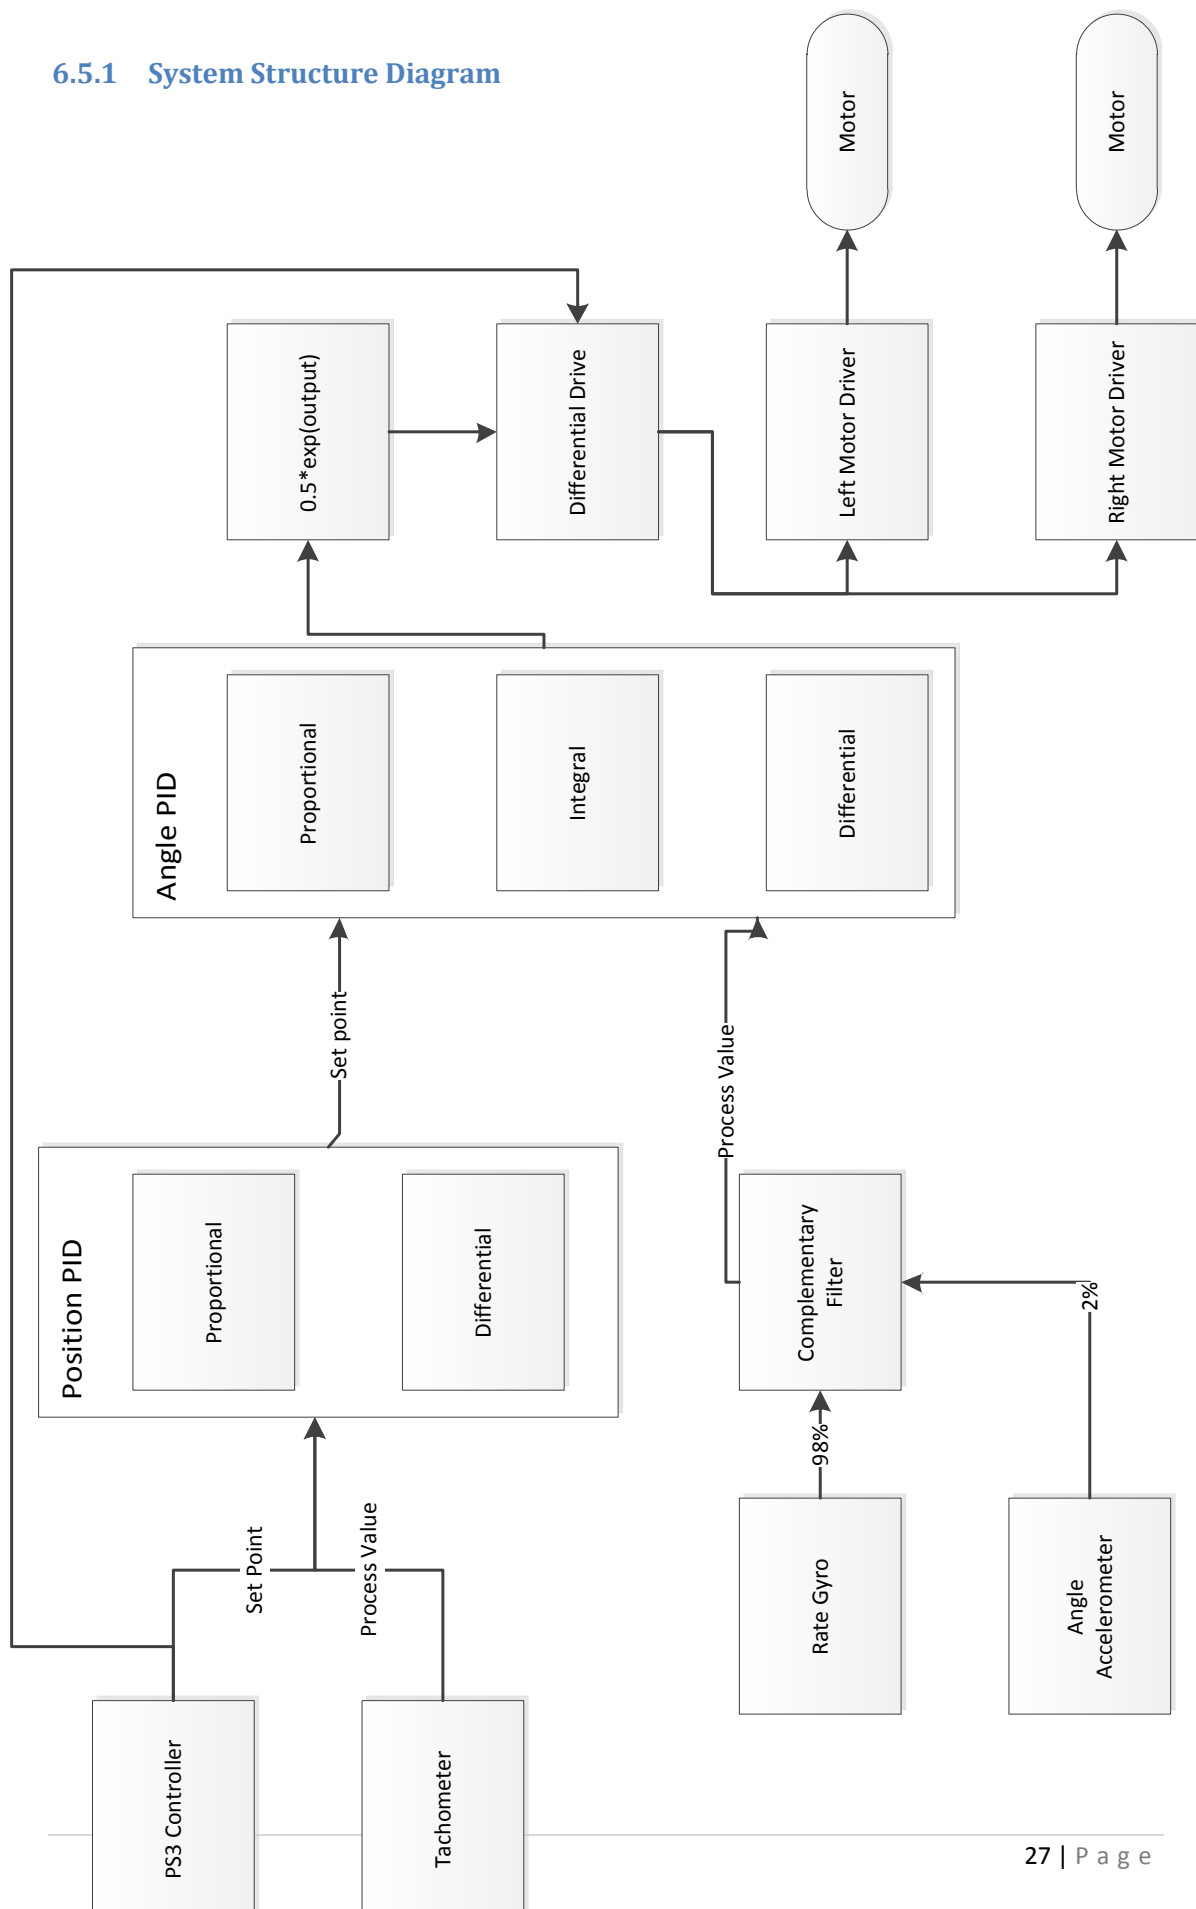 6.5.1 System Structure Diagram
Motor
Motor
0.5*exp(output)
Differential Drive
Left Motor Driver
Right Motor Driver
Angle PID
Proportional
Integral
Differential
Set point
Process Value
Position PID
Proportional
Differential
Complementary
Filter
2%
98%
Set Point
Process Value
Rate Gyro
Angle
Accelerometer
PS3 Controller
Tachometer
27 | P a g e